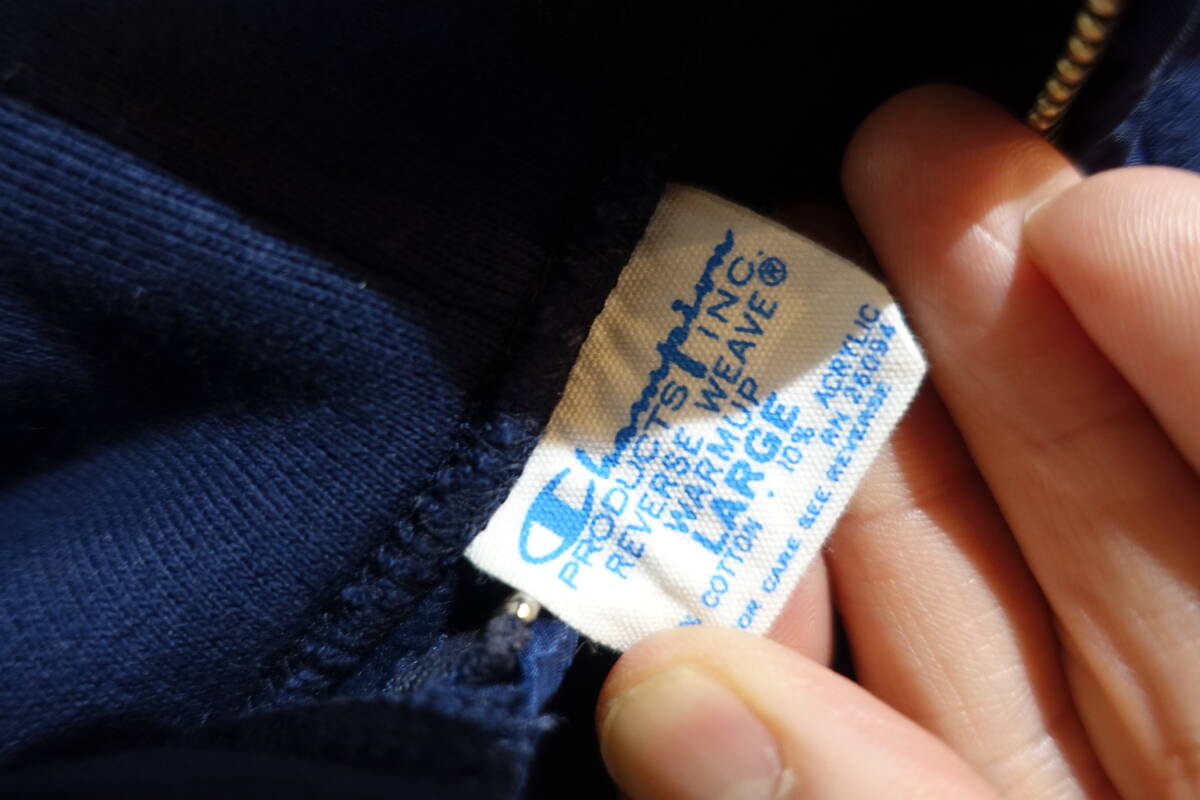 Champion
PRODUCTS INC.
REVERSE WEAVE®
WARMUP
LARGE
COTTON 10% ACRYLIC
RN 26094
FOR CARE SEE REVERSE